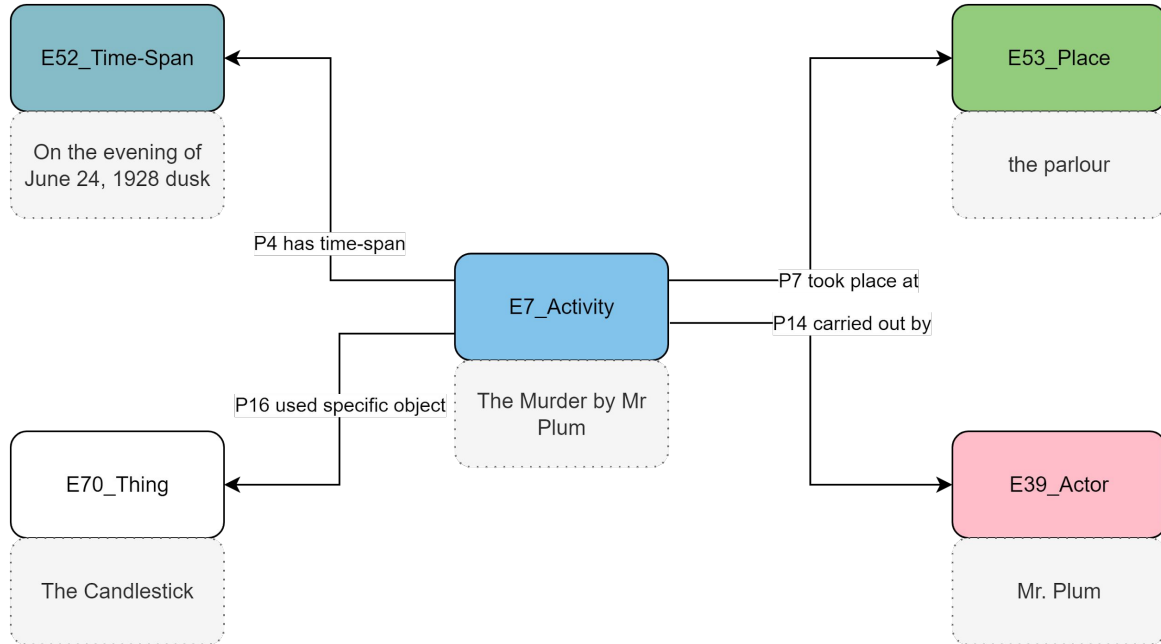 E52_Time-Span
E53_Place
On the evening of
June 24, 1928 dusk
the parlour
P4 has time-span
P7 took place at
E7_Activity
P14 carried out by
P16 used specific object
The Murder by Mr
Plum
E70_Thing
E39_Actor
The Candlestick
Mr. Plum